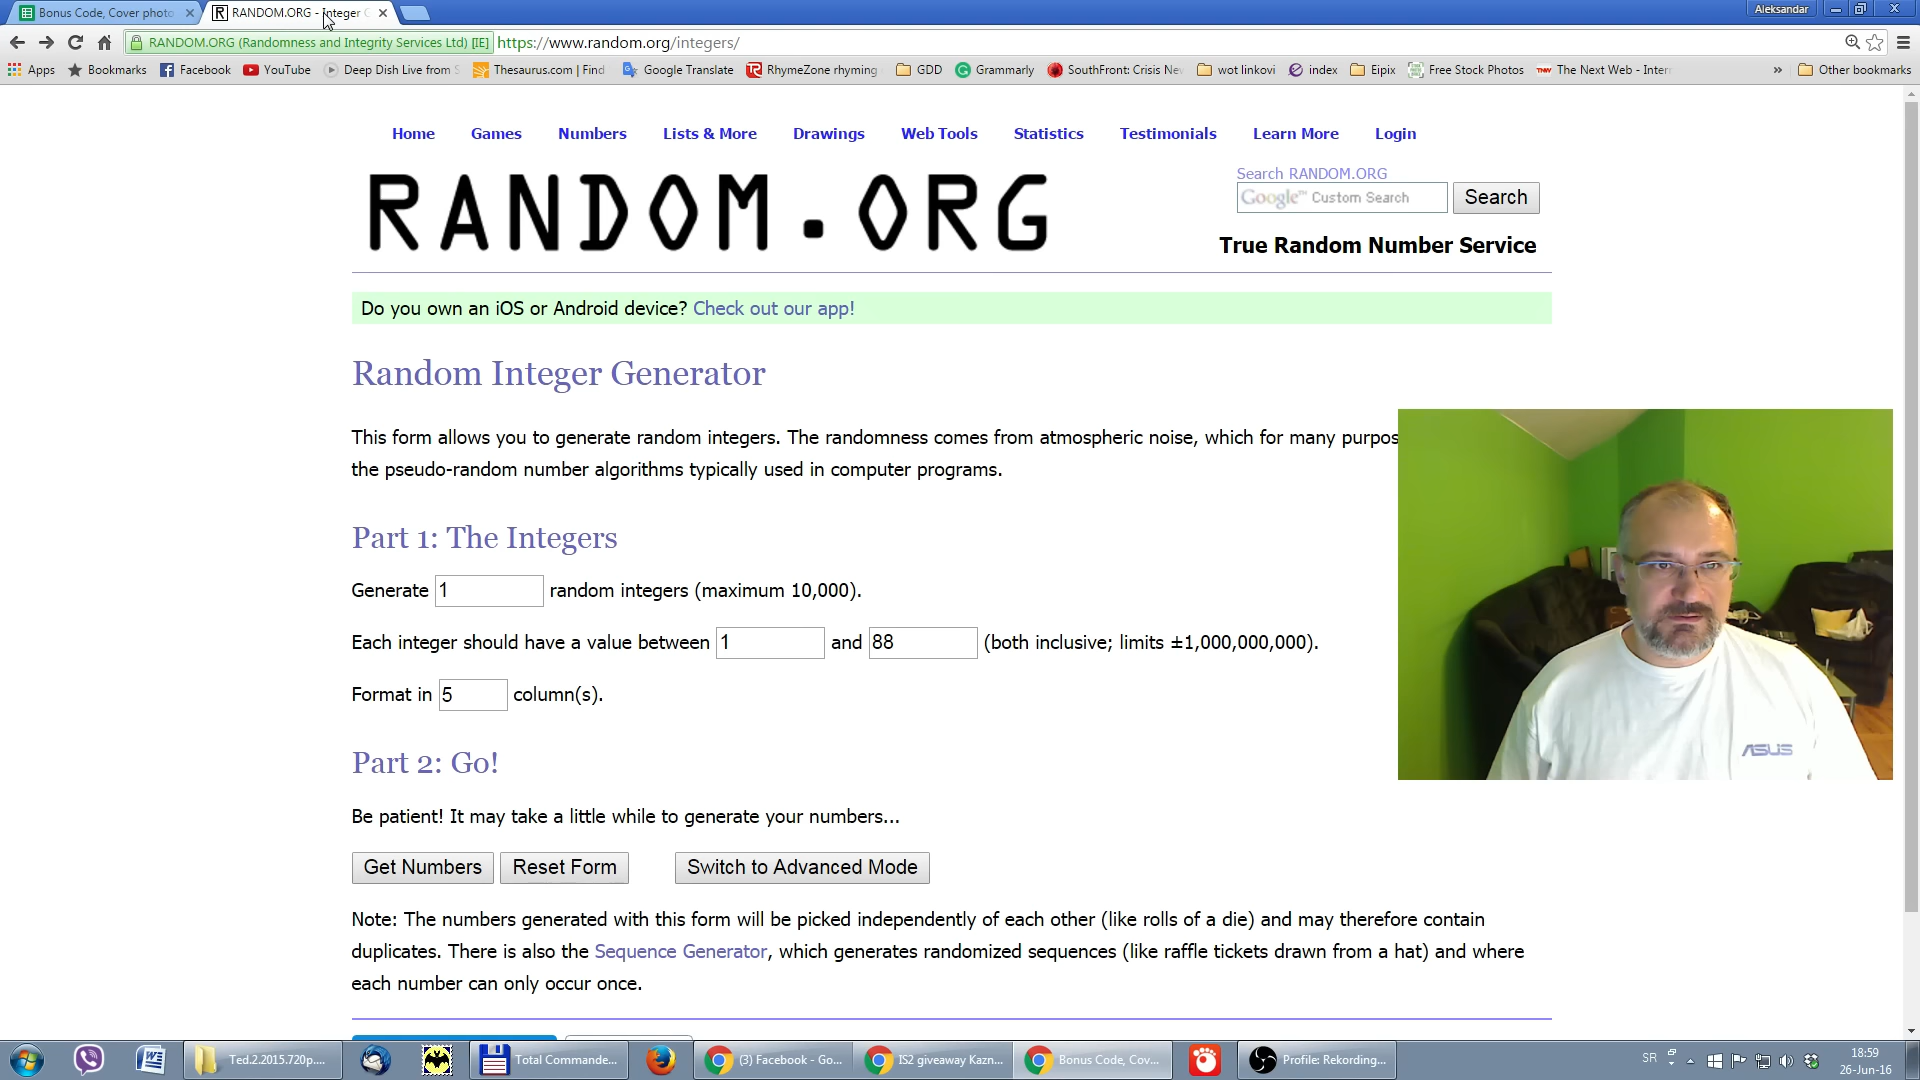 Bonus Code, Cover photo
RANDOM.ORG - Integer G
Aleksandar
RANDOM.ORG (Randomness and Integrity Services Ltd) [IE] https://www.random.org/integers/
Apps Bookmarks Facebook YouTube Deep Dish Live from S Thesaurus.com | Find Google Translate RhymeZone rhyming GDD Grammarly SouthFront: Crisis Nev wot linkovi index Eipix Free Stock Photos The Next Web - Inter » Other bookmarks
Home Games Numbers Lists & More Drawings Web Tools Statistics Testimonials Learn More Login
RANDOM.ORG
Search RANDOM.ORG
Google™ Custom Search Search
True Random Number Service
Do you own an iOS or Android device? Check out our app!
Random Integer Generator
This form allows you to generate random integers. The randomness comes from atmospheric noise, which for many purpos
the pseudo-random number algorithms typically used in computer programs.
Part 1: The Integers
Generate 1 random integers (maximum 10,000).
Each integer should have a value between 1 and 88 (both inclusive; limits ±1,000,000,000).
Format in 5 column(s).
Part 2: Go!
Be patient! It may take a little while to generate your numbers...
Get Numbers Reset Form Switch to Advanced Mode
Note: The numbers generated with this form will be picked independently of each other (like rolls of a die) and may therefore contain
duplicates. There is also the Sequence Generator, which generates randomized sequences (like raffle tickets drawn from a hat) and where
each number can only occur once.
ASUS
Ted.2.2015.720p.... Total Commande... (3) Facebook - Go... IS2 giveaway Kazn... Bonus Code, Cov... Profile: Rekording... SR
18:59
26-Jun-16